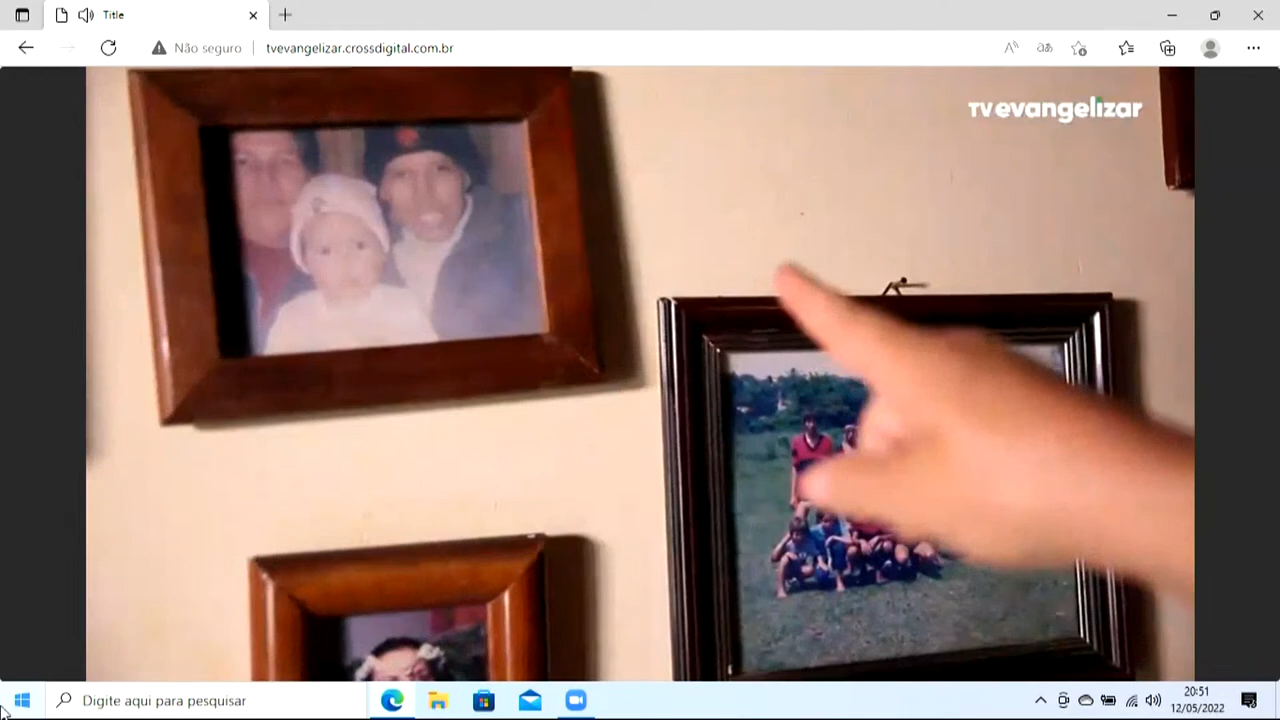 Title
Não seguro
tvevangelizar.crossdigital.com.br
TVevangelizar
Digite aqui para pesquisar
20:51
12/05/2022